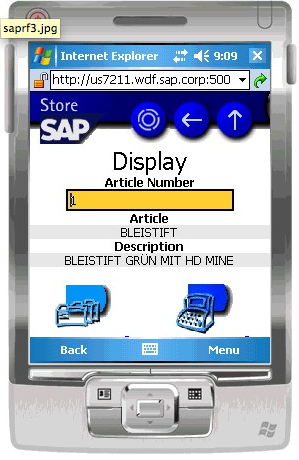 saprf3.jpg
Internet Explorer 9:09
http://us7211.wdf.sap.corp:500
Store
SAP
Display
Article Number
1
Article
BLEISTIFT
Description
BLEISTIFT GRÜN MIT HD MINE
Back Menu